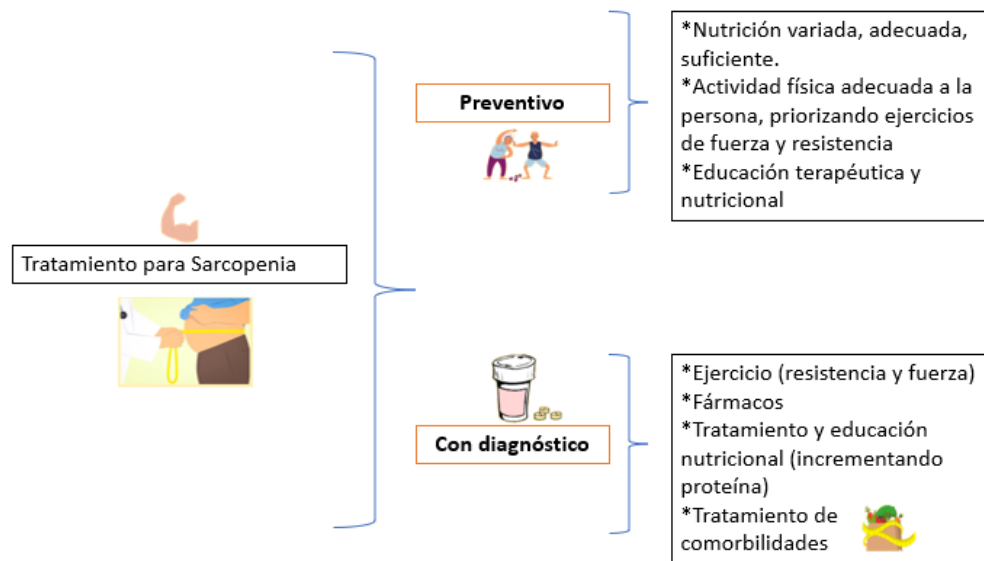 Tratamiento para Sarcopenia
Preventivo
*Nutrición variada, adecuada,
suficiente.
*Actividad física adecuada a la
persona, priorizando ejercicios
de fuerza y resistencia
*Educación terapéutica y
nutricional
Con diagnóstico
*Ejercicio (resistencia y fuerza)
*Fármacos
*Tratamiento y educación
nutricional (incrementando
proteína)
*Tratamiento de
comorbilidades